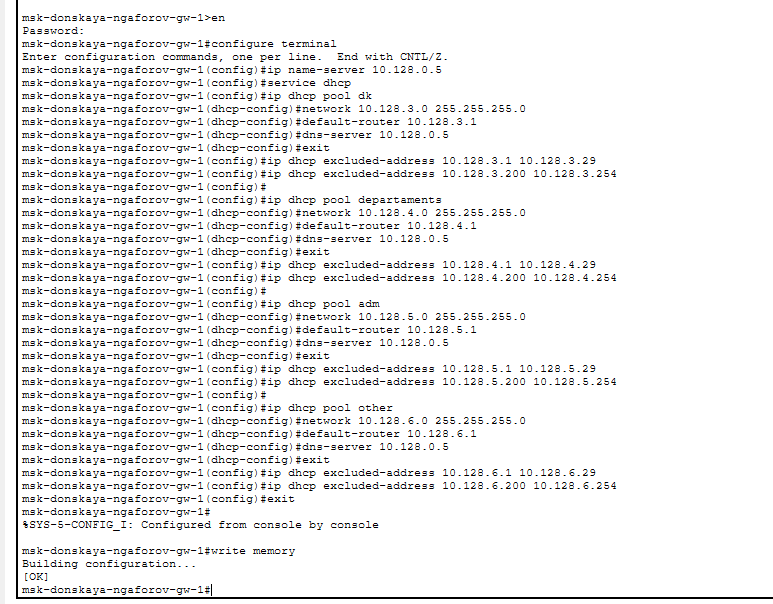 msk-donskaya-ngaforov-gw-1>en
Password:
msk-donskaya-ngaforov-gw-1#configure terminal
Enter configuration commands, one per line.  End with CNTL/Z.
msk-donskaya-ngaforov-gw-1(config)#ip name-server 10.128.0.5
msk-donskaya-ngaforov-gw-1(config)#service dhcp
msk-donskaya-ngaforov-gw-1(config)#ip dhcp pool dk
msk-donskaya-ngaforov-gw-1(dhcp-config)#network 10.128.3.0 255.255.255.0
msk-donskaya-ngaforov-gw-1(dhcp-config)#default-router 10.128.3.1
msk-donskaya-ngaforov-gw-1(dhcp-config)#dns-server 10.128.0.5
msk-donskaya-ngaforov-gw-1(dhcp-config)#exit
msk-donskaya-ngaforov-gw-1(config)#ip dhcp excluded-address 10.128.3.1 10.128.3.29
msk-donskaya-ngaforov-gw-1(config)#ip dhcp excluded-address 10.128.3.200 10.128.3.254
msk-donskaya-ngaforov-gw-1(config)#
msk-donskaya-ngaforov-gw-1(config)#ip dhcp pool departaments
msk-donskaya-ngaforov-gw-1(dhcp-config)#network 10.128.4.0 255.255.255.0
msk-donskaya-ngaforov-gw-1(dhcp-config)#default-router 10.128.4.1
msk-donskaya-ngaforov-gw-1(dhcp-config)#dns-server 10.128.0.5
msk-donskaya-ngaforov-gw-1(dhcp-config)#exit
msk-donskaya-ngaforov-gw-1(config)#ip dhcp excluded-address 10.128.4.1 10.128.4.29
msk-donskaya-ngaforov-gw-1(config)#ip dhcp excluded-address 10.128.4.200 10.128.4.254
msk-donskaya-ngaforov-gw-1(config)#
msk-donskaya-ngaforov-gw-1(config)#ip dhcp pool adm
msk-donskaya-ngaforov-gw-1(dhcp-config)#network 10.128.5.0 255.255.255.0
msk-donskaya-ngaforov-gw-1(dhcp-config)#default-router 10.128.5.1
msk-donskaya-ngaforov-gw-1(dhcp-config)#dns-server 10.128.0.5
msk-donskaya-ngaforov-gw-1(dhcp-config)#exit
msk-donskaya-ngaforov-gw-1(config)#ip dhcp excluded-address 10.128.5.1 10.128.5.29
msk-donskaya-ngaforov-gw-1(config)#ip dhcp excluded-address 10.128.5.200 10.128.5.254
msk-donskaya-ngaforov-gw-1(config)#
msk-donskaya-ngaforov-gw-1(config)#ip dhcp pool other
msk-donskaya-ngaforov-gw-1(dhcp-config)#network 10.128.6.0 255.255.255.0
msk-donskaya-ngaforov-gw-1(dhcp-config)#default-router 10.128.6.1
msk-donskaya-ngaforov-gw-1(dhcp-config)#dns-server 10.128.0.5
msk-donskaya-ngaforov-gw-1(dhcp-config)#exit
msk-donskaya-ngaforov-gw-1(config)#ip dhcp excluded-address 10.128.6.1 10.128.6.29
msk-donskaya-ngaforov-gw-1(config)#ip dhcp excluded-address 10.128.6.200 10.128.6.254
msk-donskaya-ngaforov-gw-1(config)#exit
msk-donskaya-ngaforov-gw-1#
%SYS-5-CONFIG_I: Configured from console by console
msk-donskaya-ngaforov-gw-1#write memory
Building configuration...
[OK]
msk-donskaya-ngaforov-gw-1#